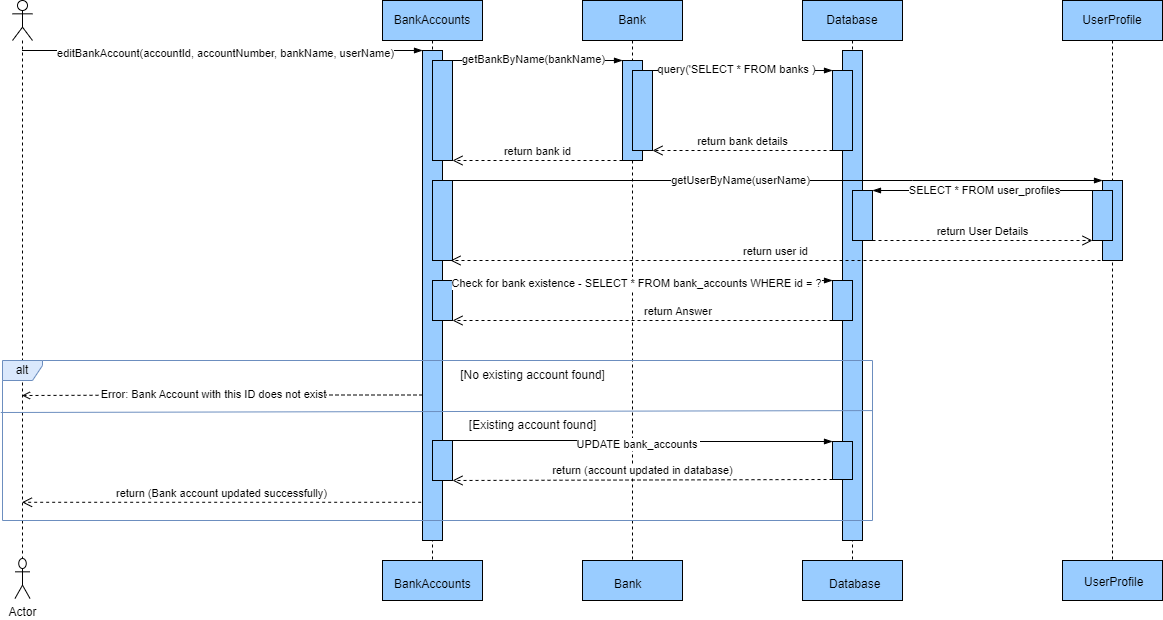 BankAccounts
Bank
Database
UserProfile
editBankAccount(accountId, accountNumber, bankName, userName)
getBankByName(bankName)
query('SELECT * FROM banks )
return bank details
return bank id
getUserByName(userName)
SELECT * FROM user_profiles
return User Details
return user id
Check for bank existence - SELECT * FROM bank_accounts WHERE id = ?
return Answer
alt
[No existing account found]
Error: Bank Account with this ID does not exist
[Existing account found]
UPDATE bank_accounts
return (account updated in database)
return (Bank account updated successfully)
BankAccounts
Bank
Database
UserProfile
Actor